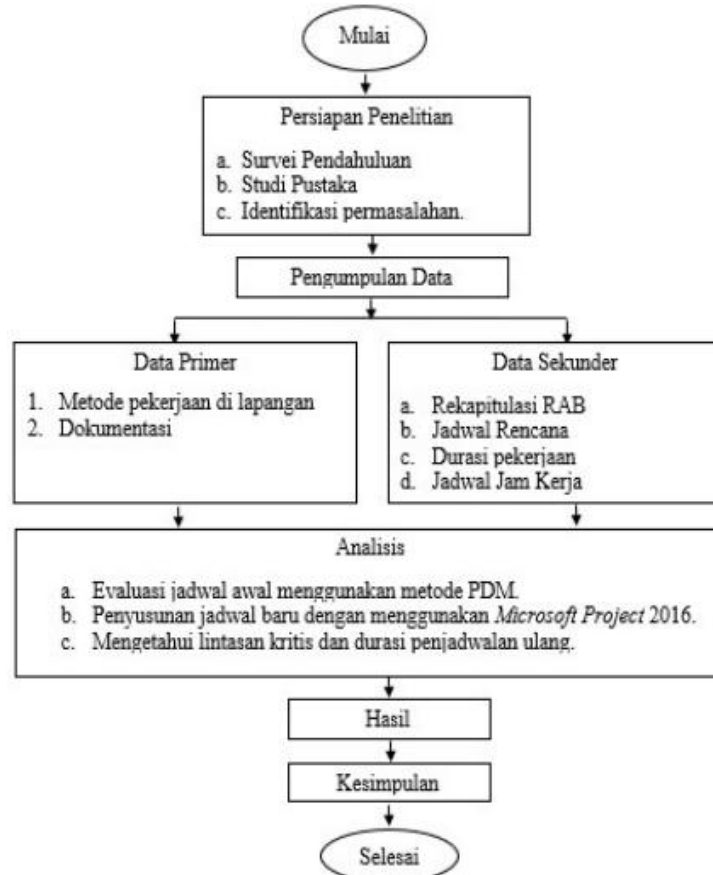 Mulai
Persiapan Penelitian
a. Survei Pendahuluan
b. Studi Pustaka
c. Identifikasi permasalahan.
Pengumpulan Data
Data Primer
1. Metode pekerjaan di lapangan
2. Dokumentasi
Data Sekunder
a. Rekapitulasi RAB
b. Jadwal Rencana
c. Durasi pekerjaan
d. Jadwal Jam Kerja
Analisis
a. Evaluasi jadwal awal menggunakan metode PDM.
b. Penyusunan jadwal baru dengan menggunakan Microsoft Project 2016.
c. Mengetahui lintasan kritis dan durasi penjadwalan ulang.
Hasil
Kesimpulan
Selesai